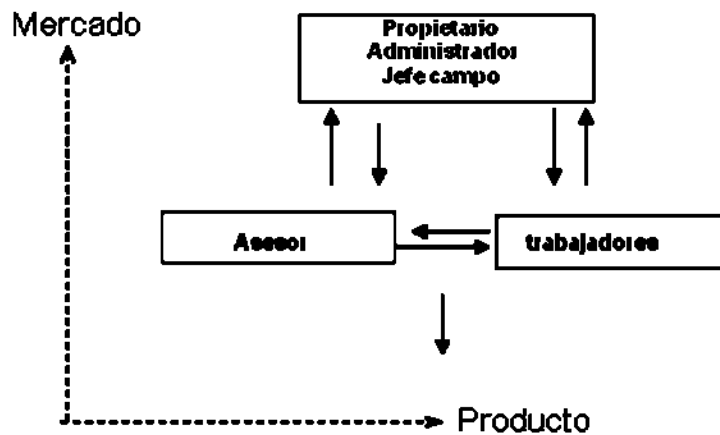 Mercado
Propietario
Administrador
Jefe campo
Asesor
trabajadores
Producto